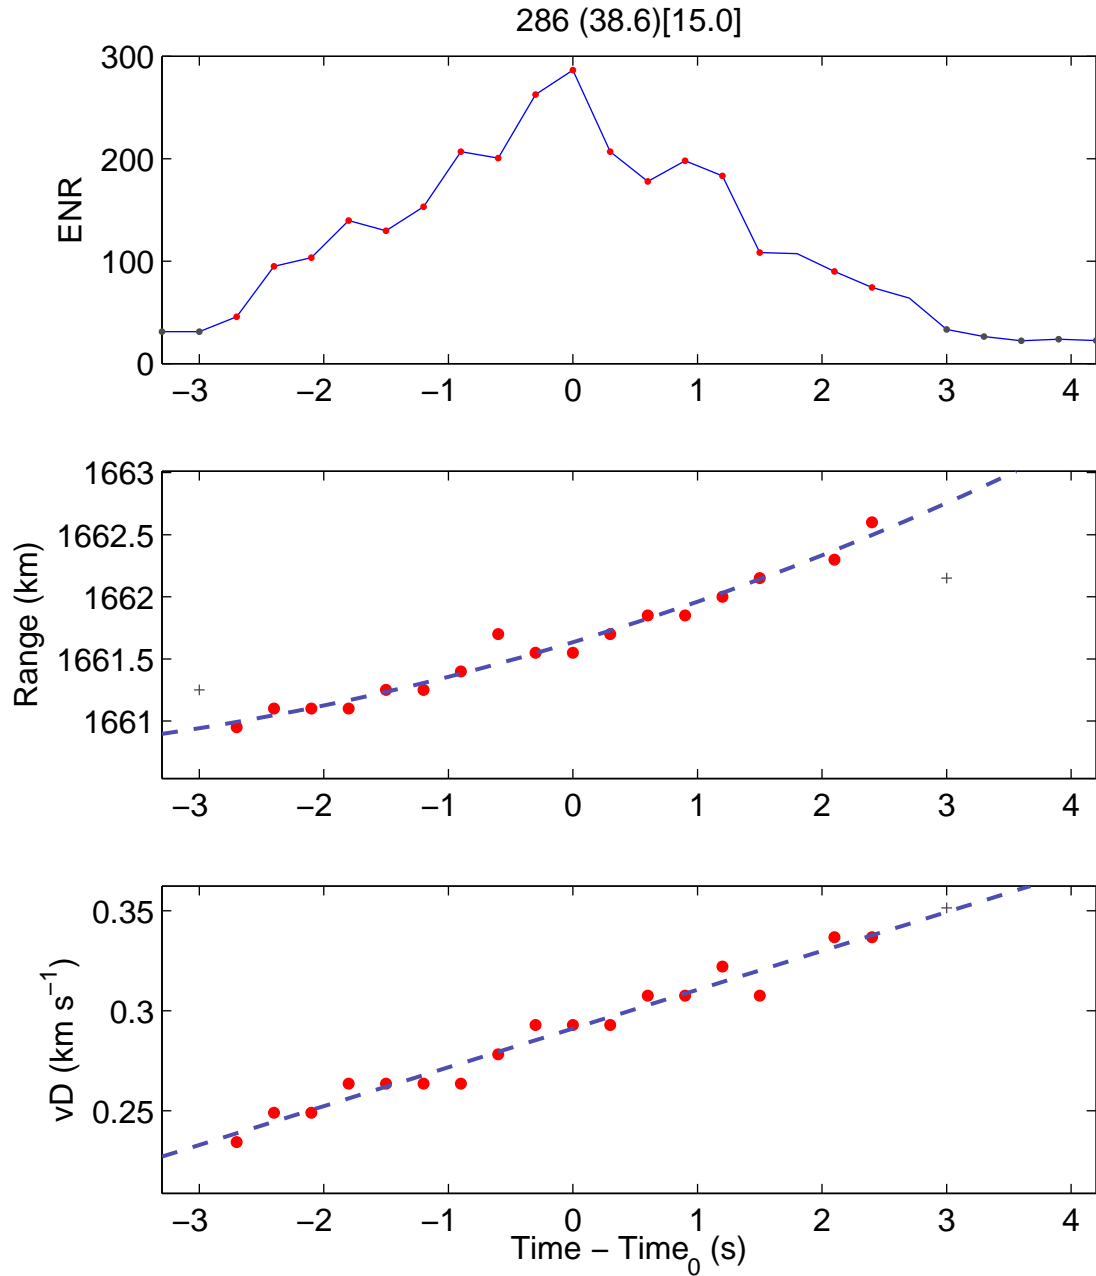 286 (38.6)[15.0]
300
200
100
0
ENR
−3 −2 −1 0 1 2 3 4
1663
1662.5
1662
1661.5
1661
Range (km)
−3 −2 −1 0 1 2 3 4
0.35
0.3
0.25
vD (km s⁻¹)
−3 −2 −1 0 1 2 3 4
Time − Time₀ (s)